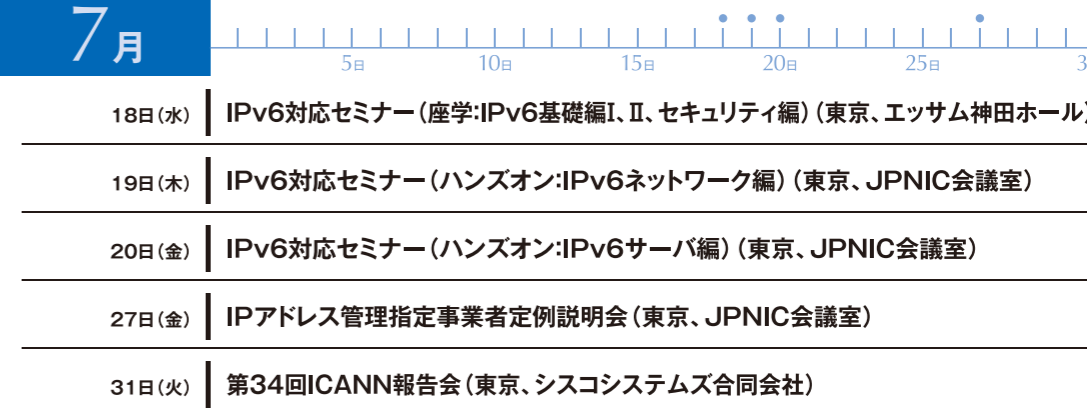 7月
5日 10日 15日 20日 25日 3
18日(水) IPv6対応セミナー(座学:IPv6基礎編I、II、セキュリティ編)(東京、エッサム神田ホール)
19日(木) IPv6対応セミナー(ハンズオン:IPv6ネットワーク編)(東京、JPNIC会議室)
20日(金) IPv6対応セミナー(ハンズオン:IPv6サーバ編)(東京、JPNIC会議室)
27日(金) IPアドレス管理指定事業者定例説明会(東京、JPNIC会議室)
31日(火) 第34回ICANN報告会(東京、シスコシステムズ合同会社)